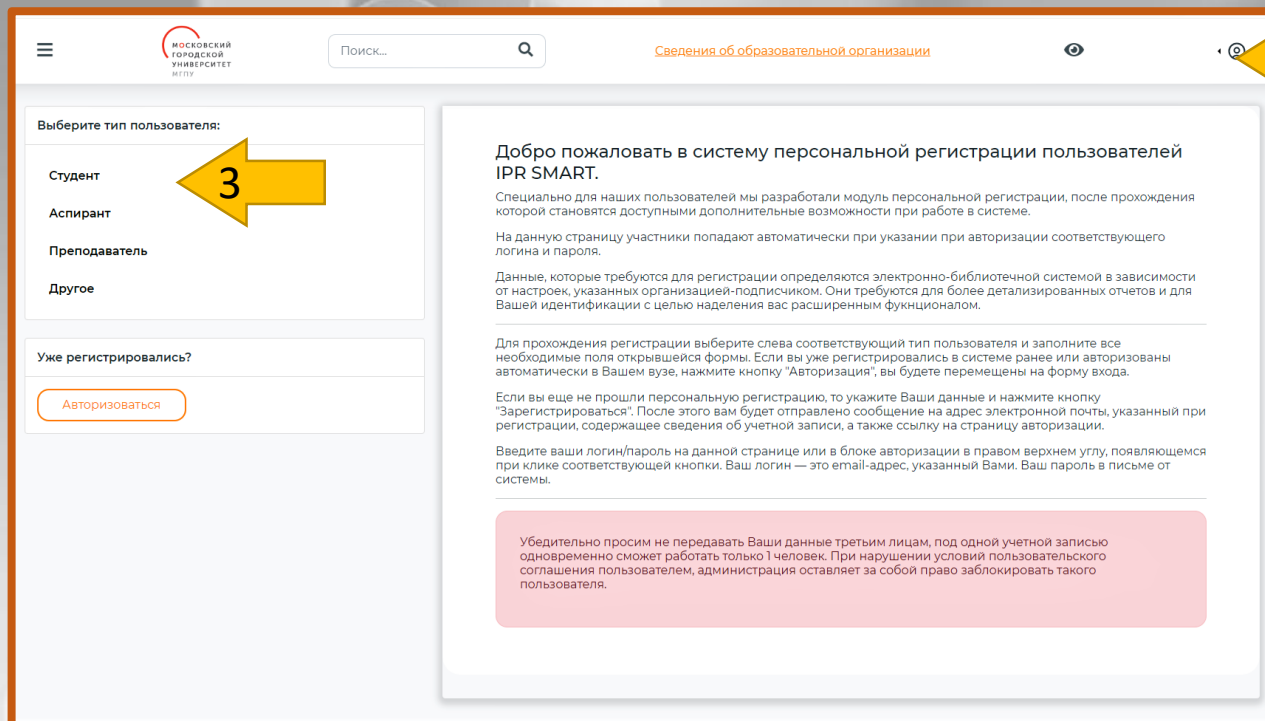 МОСКОВСКИЙ
ГОРОДСКОЙ
УНИВЕРСИТЕТ
МГПУ
Поиск...
Сведения об образовательной организации
Выберите тип пользователя:
Студент
3
Аспирант
Преподаватель
Другое
Уже регистрировались?
Авторизоваться
Добро пожаловать в систему персональной регистрации пользователей
IPR SMART.
Специально для наших пользователей мы разработали модуль персональной регистрации, после прохождения
которой становятся доступными дополнительные возможности при работе в системе.
На данную страницу участники попадают автоматически при указании при авторизации соответствующего
логина и пароля.
Данные, которые требуются для регистрации определяются электронно-библиотечной системой в зависимости
от настроек, указанных организацией-подписчиком. Они требуются для более детализированных отчетов и для
Вашей идентификации с целью наделения вас расширенным фукнционалом.
Для прохождения регистрации выберите слева соответствующий тип пользователя и заполните все
необходимые поля открывшейся формы. Если вы уже регистрировались в системе ранее или авторизованы
автоматически в Вашем вузе, нажмите кнопку "Авторизация", вы будете перемещены на форму входа.
Если вы еще не прошли персональную регистрацию, то укажите Ваши данные и нажмите кнопку
"Зарегистрироваться". После этого вам будет отправлено сообщение на адрес электронной почты, указанный при
регистрации, содержащее сведения об учетной записи, а также ссылку на страницу авторизации.
Введите ваши логин/пароль на данной странице или в блоке авторизации в правом верхнем углу, появляющемся
при клике соответствующей кнопки. Ваш логин — это email-адрес, указанный Вами. Ваш пароль в письме от
системы.
Убедительно просим не передавать Ваши данные третьим лицам, под одной учетной записью
одновременно сможет работать только 1 человек. При нарушении условий пользовательского
соглашения пользователем, администрация оставляет за собой право заблокировать такого
пользователя.